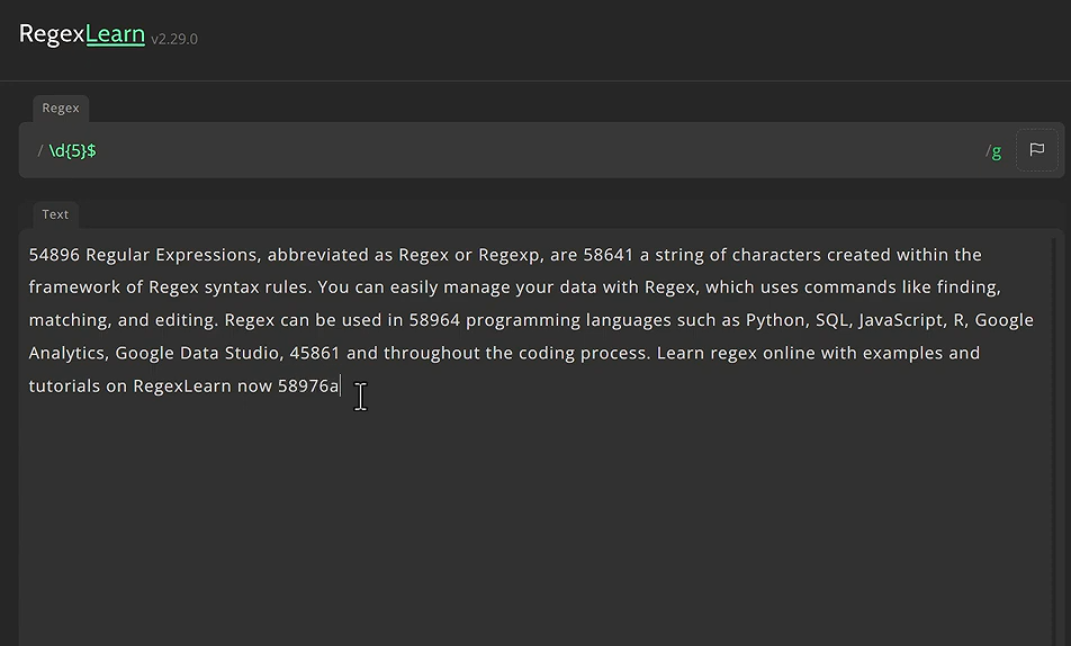 RegexLearn v2.29.0
Regex
/ \d{5}$ /g
Text
54896 Regular Expressions, abbreviated as Regex or Regexp, are 58641 a string of characters created within the
framework of Regex syntax rules. You can easily manage your data with Regex, which uses commands like finding,
matching, and editing. Regex can be used in 58964 programming languages such as Python, SQL, JavaScript, R, Google
Analytics, Google Data Studio, 45861 and throughout the coding process. Learn regex online with examples and
tutorials on RegexLearn now 58976a